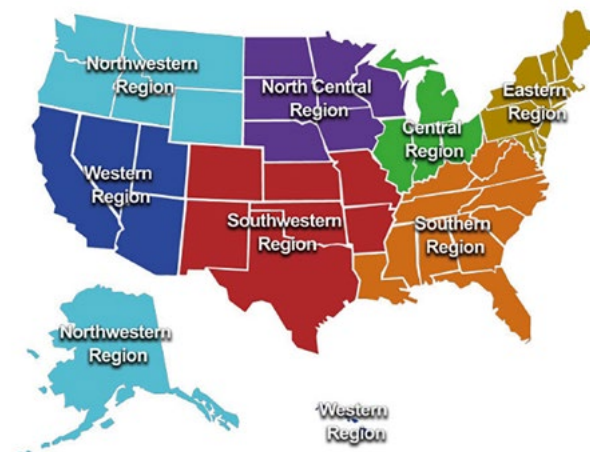 Northwestern
Region
North Central
Region
Eastern
Region
Central
Region
Western
Region
Southwestern
Region
Southern
Region
Northwestern
Region
Western
Region